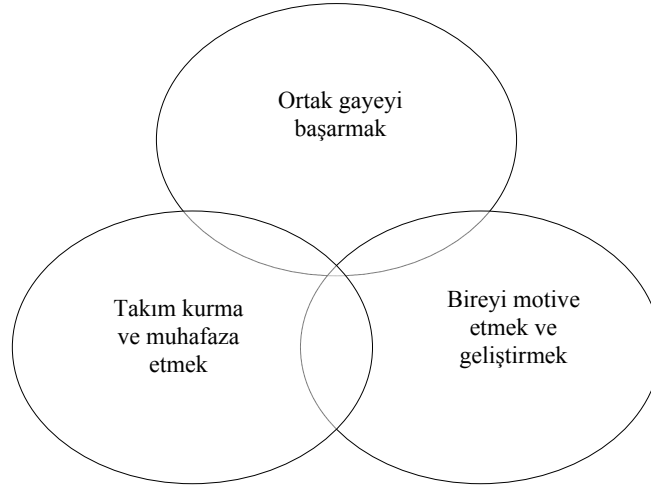 Ortak gayeyi
başarmak
Takım kurma
ve muhafaza
etmek
Bireyi motive
etmek ve
geliştirmek